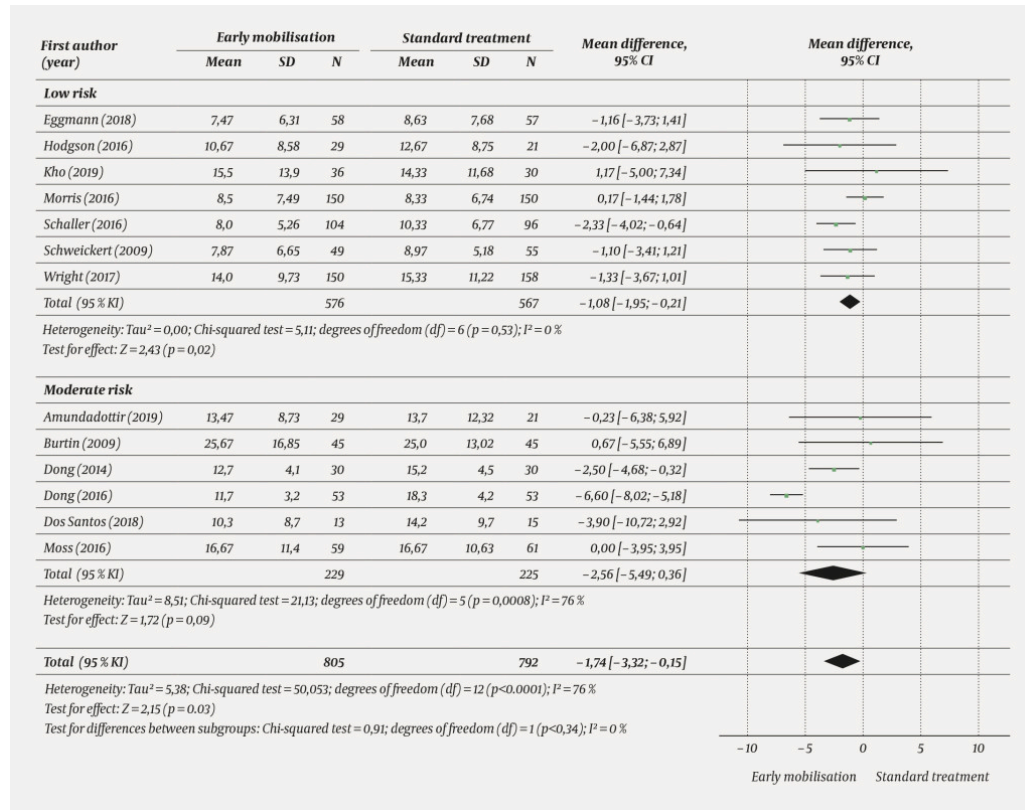 First author (year) Early mobilisation Standard treatment Mean difference, 95% CI Mean difference, 95% CI
Mean SD N Mean SD N
Low risk
Eggmann (2018) 7,47 6,31 58 8,63 7,68 57 −1,16 [−3,73; 1,41]
Hodgson (2016) 10,67 8,58 29 12,67 8,75 21 −2,00 [−6,87; 2,87]
Kho (2019) 15,5 13,9 36 14,33 11,68 30 1,17 [−5,00; 7,34]
Morris (2016) 8,5 7,49 150 8,33 6,74 150 0,17 [−1,44; 1,78]
Schaller (2016) 8,0 5,26 104 10,33 6,77 96 −2,33 [−4,02; −0,64]
Schweickert (2009) 7,87 6,65 49 8,97 5,18 55 −1,10 [−3,41; 1,21]
Wright (2017) 14,0 9,73 150 15,33 11,22 158 −1,33 [−3,67; 1,01]
Total (95 % KI) 576 567 −1,08 [−1,95; −0,21]
Heterogeneity: Tau² = 0,00; Chi-squared test = 5,11; degrees of freedom (df) = 6 (p = 0,53); I² = 0 %
Test for effect: Z = 2,43 (p = 0,02)
Moderate risk
Amundadottir (2019) 13,47 8,73 29 13,7 12,32 21 −0,23 [−6,38; 5,92]
Burtin (2009) 25,67 16,85 45 25,0 13,02 45 0,67 [−5,55; 6,89]
Dong (2014) 12,7 4,1 30 15,2 4,5 30 −2,50 [−4,68; −0,32]
Dong (2016) 11,7 3,2 53 18,3 4,2 53 −6,60 [−8,02; −5,18]
Dos Santos (2018) 10,3 8,7 13 14,2 9,7 15 −3,90 [−10,72; 2,92]
Moss (2016) 16,67 11,4 59 16,67 10,63 61 0,00 [−3,95; 3,95]
Total (95 % KI) 229 225 −2,56 [−5,49; 0,36]
Heterogeneity: Tau² = 8,51; Chi-squared test = 21,13; degrees of freedom (df) = 5 (p = 0,0008); I² = 76 %
Test for effect: Z = 1,72 (p = 0,09)
Total (95 % KI) 805 792 −1,74 [−3,32; −0,15]
Heterogeneity: Tau² = 5,38; Chi-squared test = 50,053; degrees of freedom (df) = 12 (p<0.0001); I² = 76 %
Test for effect: Z = 2,15 (p = 0.03)
Test for differences between subgroups: Chi-squared test = 0,91; degrees of freedom (df) = 1 (p<0,34); I² = 0 %
−10 −5 0 5 10
Early mobilisation Standard treatment